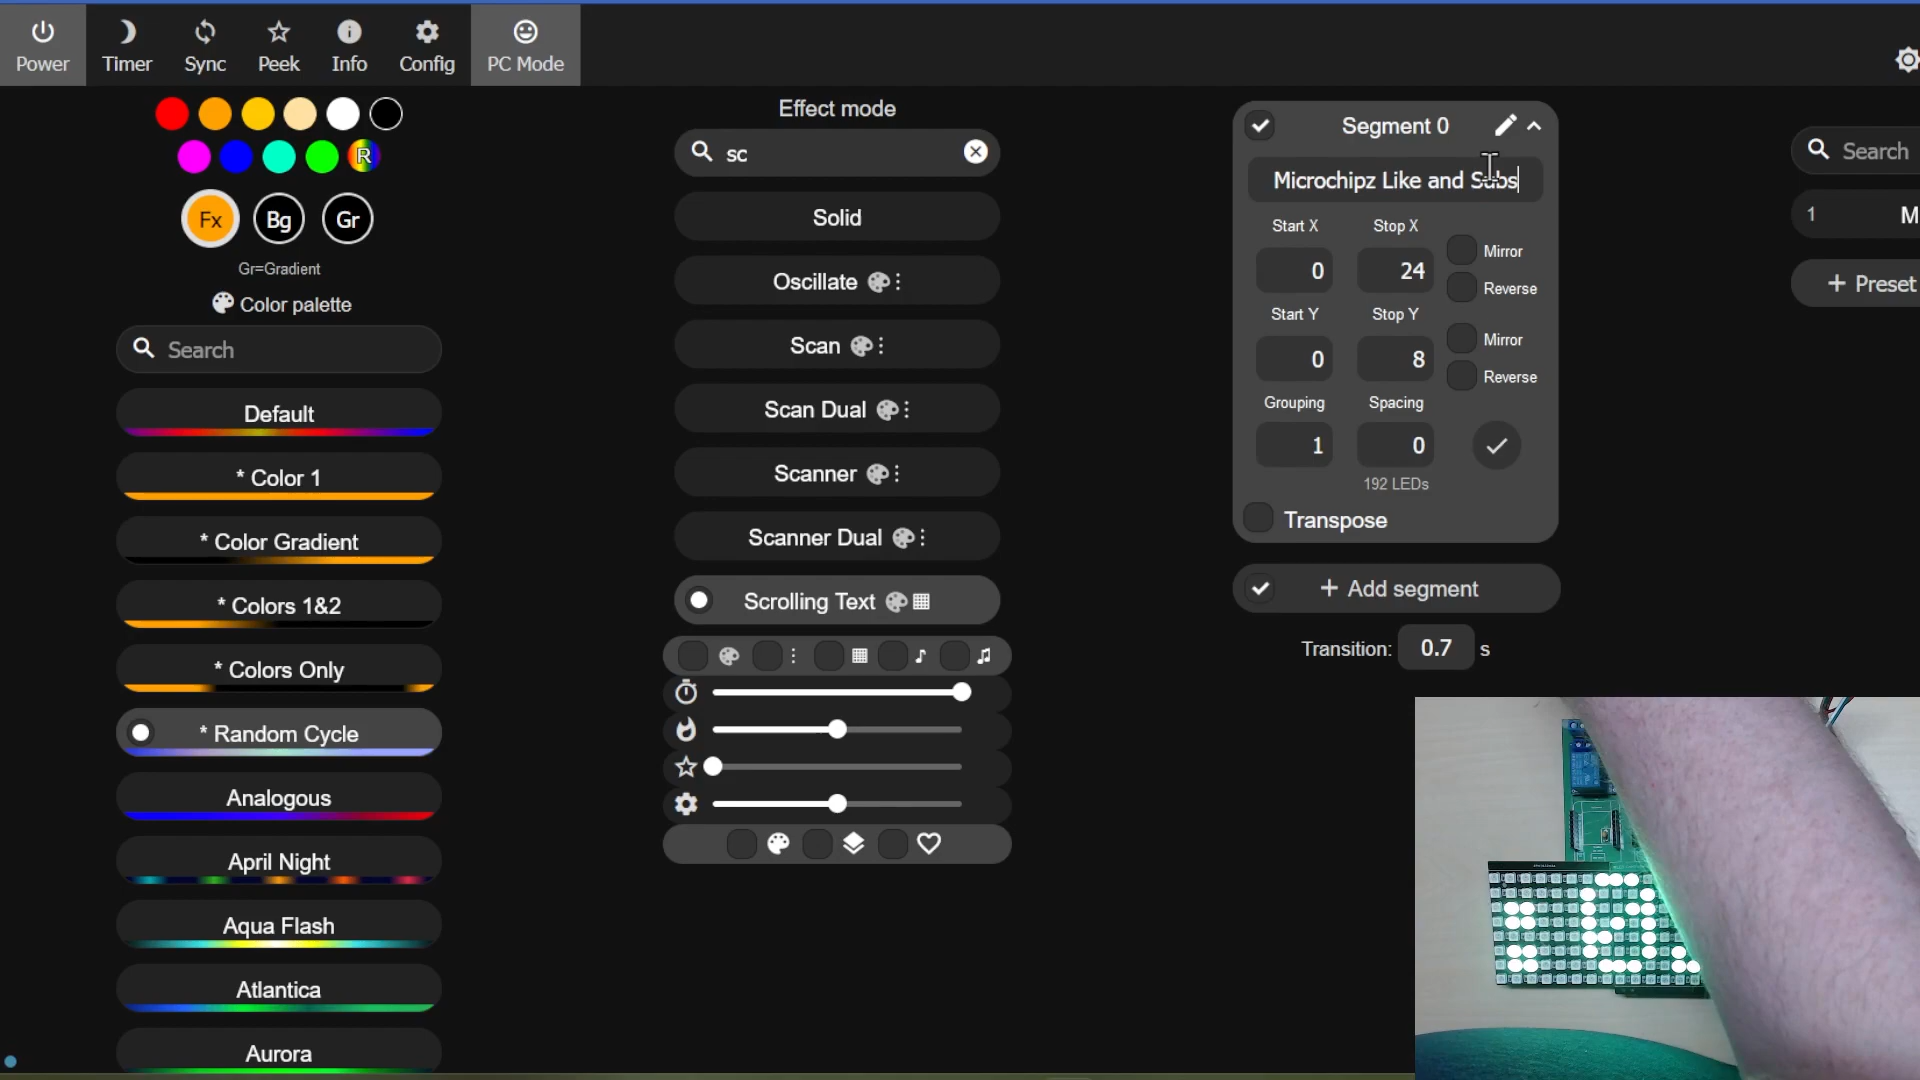 Power
Timer
Sync
Peek
Info
Config
PC Mode
R
Fx
Bg
Gr
Gr=Gradient
Color palette
Search
Default
* Color 1
* Color Gradient
* Colors 1&2
* Colors Only
* Random Cycle
Analogous
April Night
Aqua Flash
Atlantica
Aurora
Effect mode
sc
Solid
Oscillate
Scan
Scan Dual
Scanner
Scanner Dual
Scrolling Text
Segment 0
Microchipz Like and Subs
Start X
Stop X
0
24
Mirror
Reverse
Start Y
Stop Y
0
8
Mirror
Reverse
Grouping
Spacing
1
0
192 LEDs
Transpose
+ Add segment
Transition: 0.7 s
Search
1
M
+ Preset